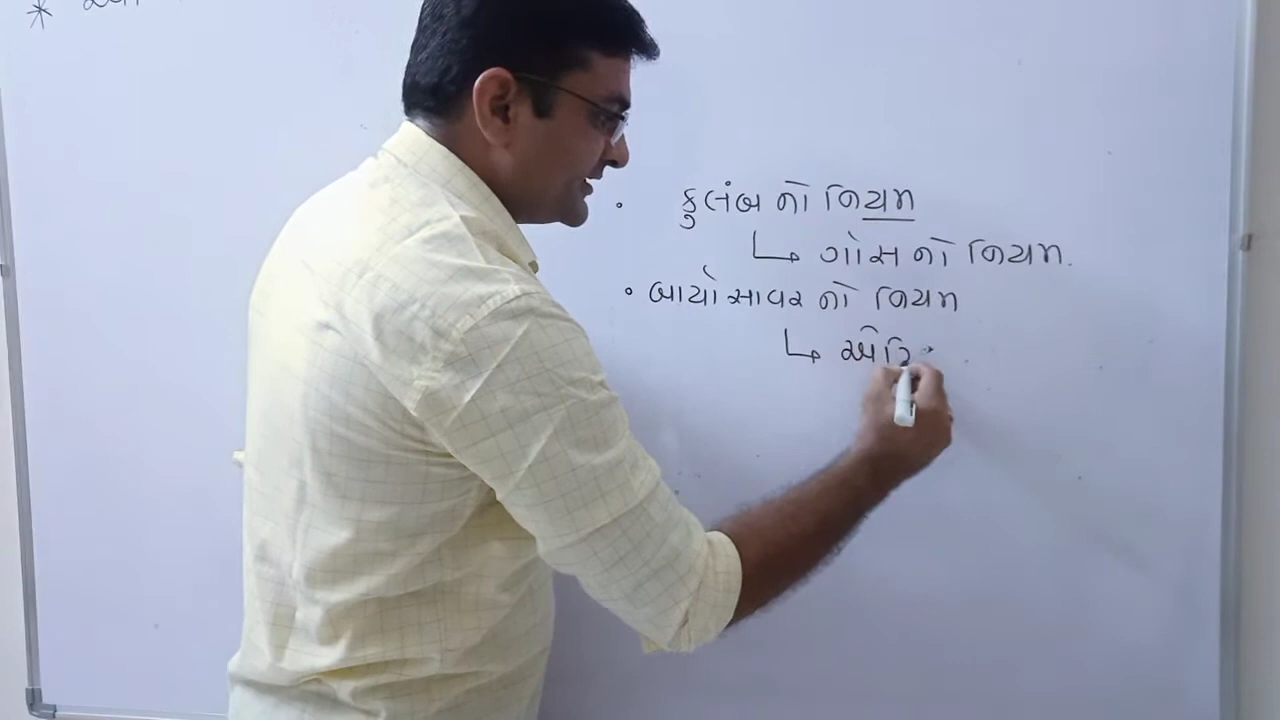 *
કુલંબ નો નિયમ
↳ ગોસ નો નિયમ.
• બાયોસાવર નો નિયમ
↳